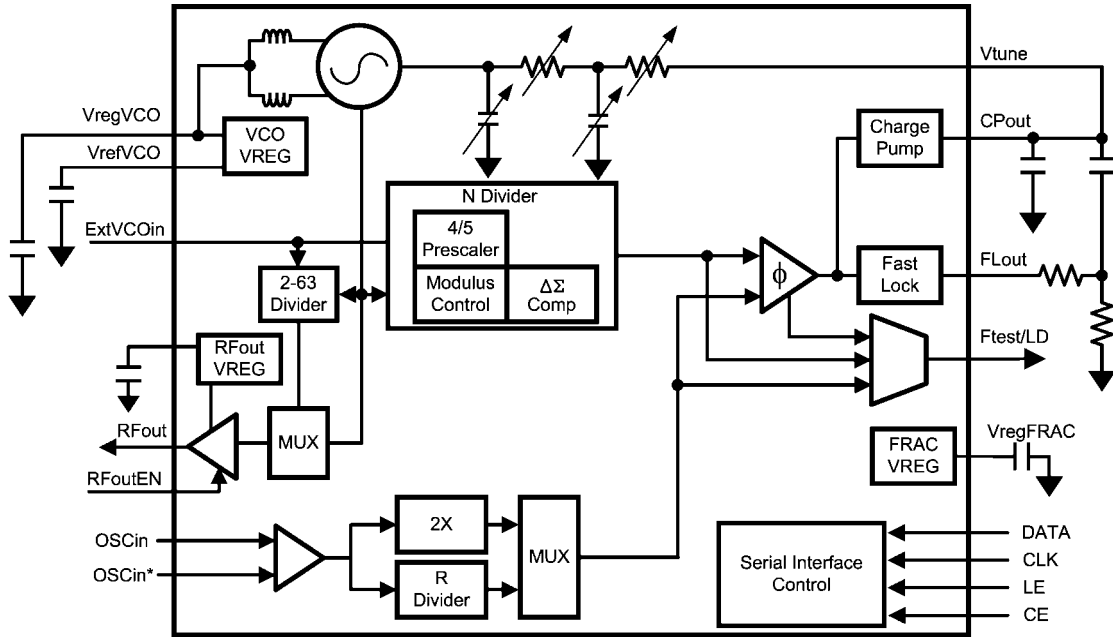 Vtune
VregVCO
VCO
VREG
Charge
Pump
CPout
VrefVCO
N Divider
ExtVCOin
4/5
Prescaler
2-63
Divider
Modulus
Control
ΔΣ
Comp
ϕ
Fast
Lock
FLout
RFout
VREG
Ftest/LD
RFout
MUX
FRAC
VREG
VregFRAC
RFoutEN
OSCin
2X
MUX
OSCin*
R
Divider
Serial Interface
Control
DATA
CLK
LE
CE